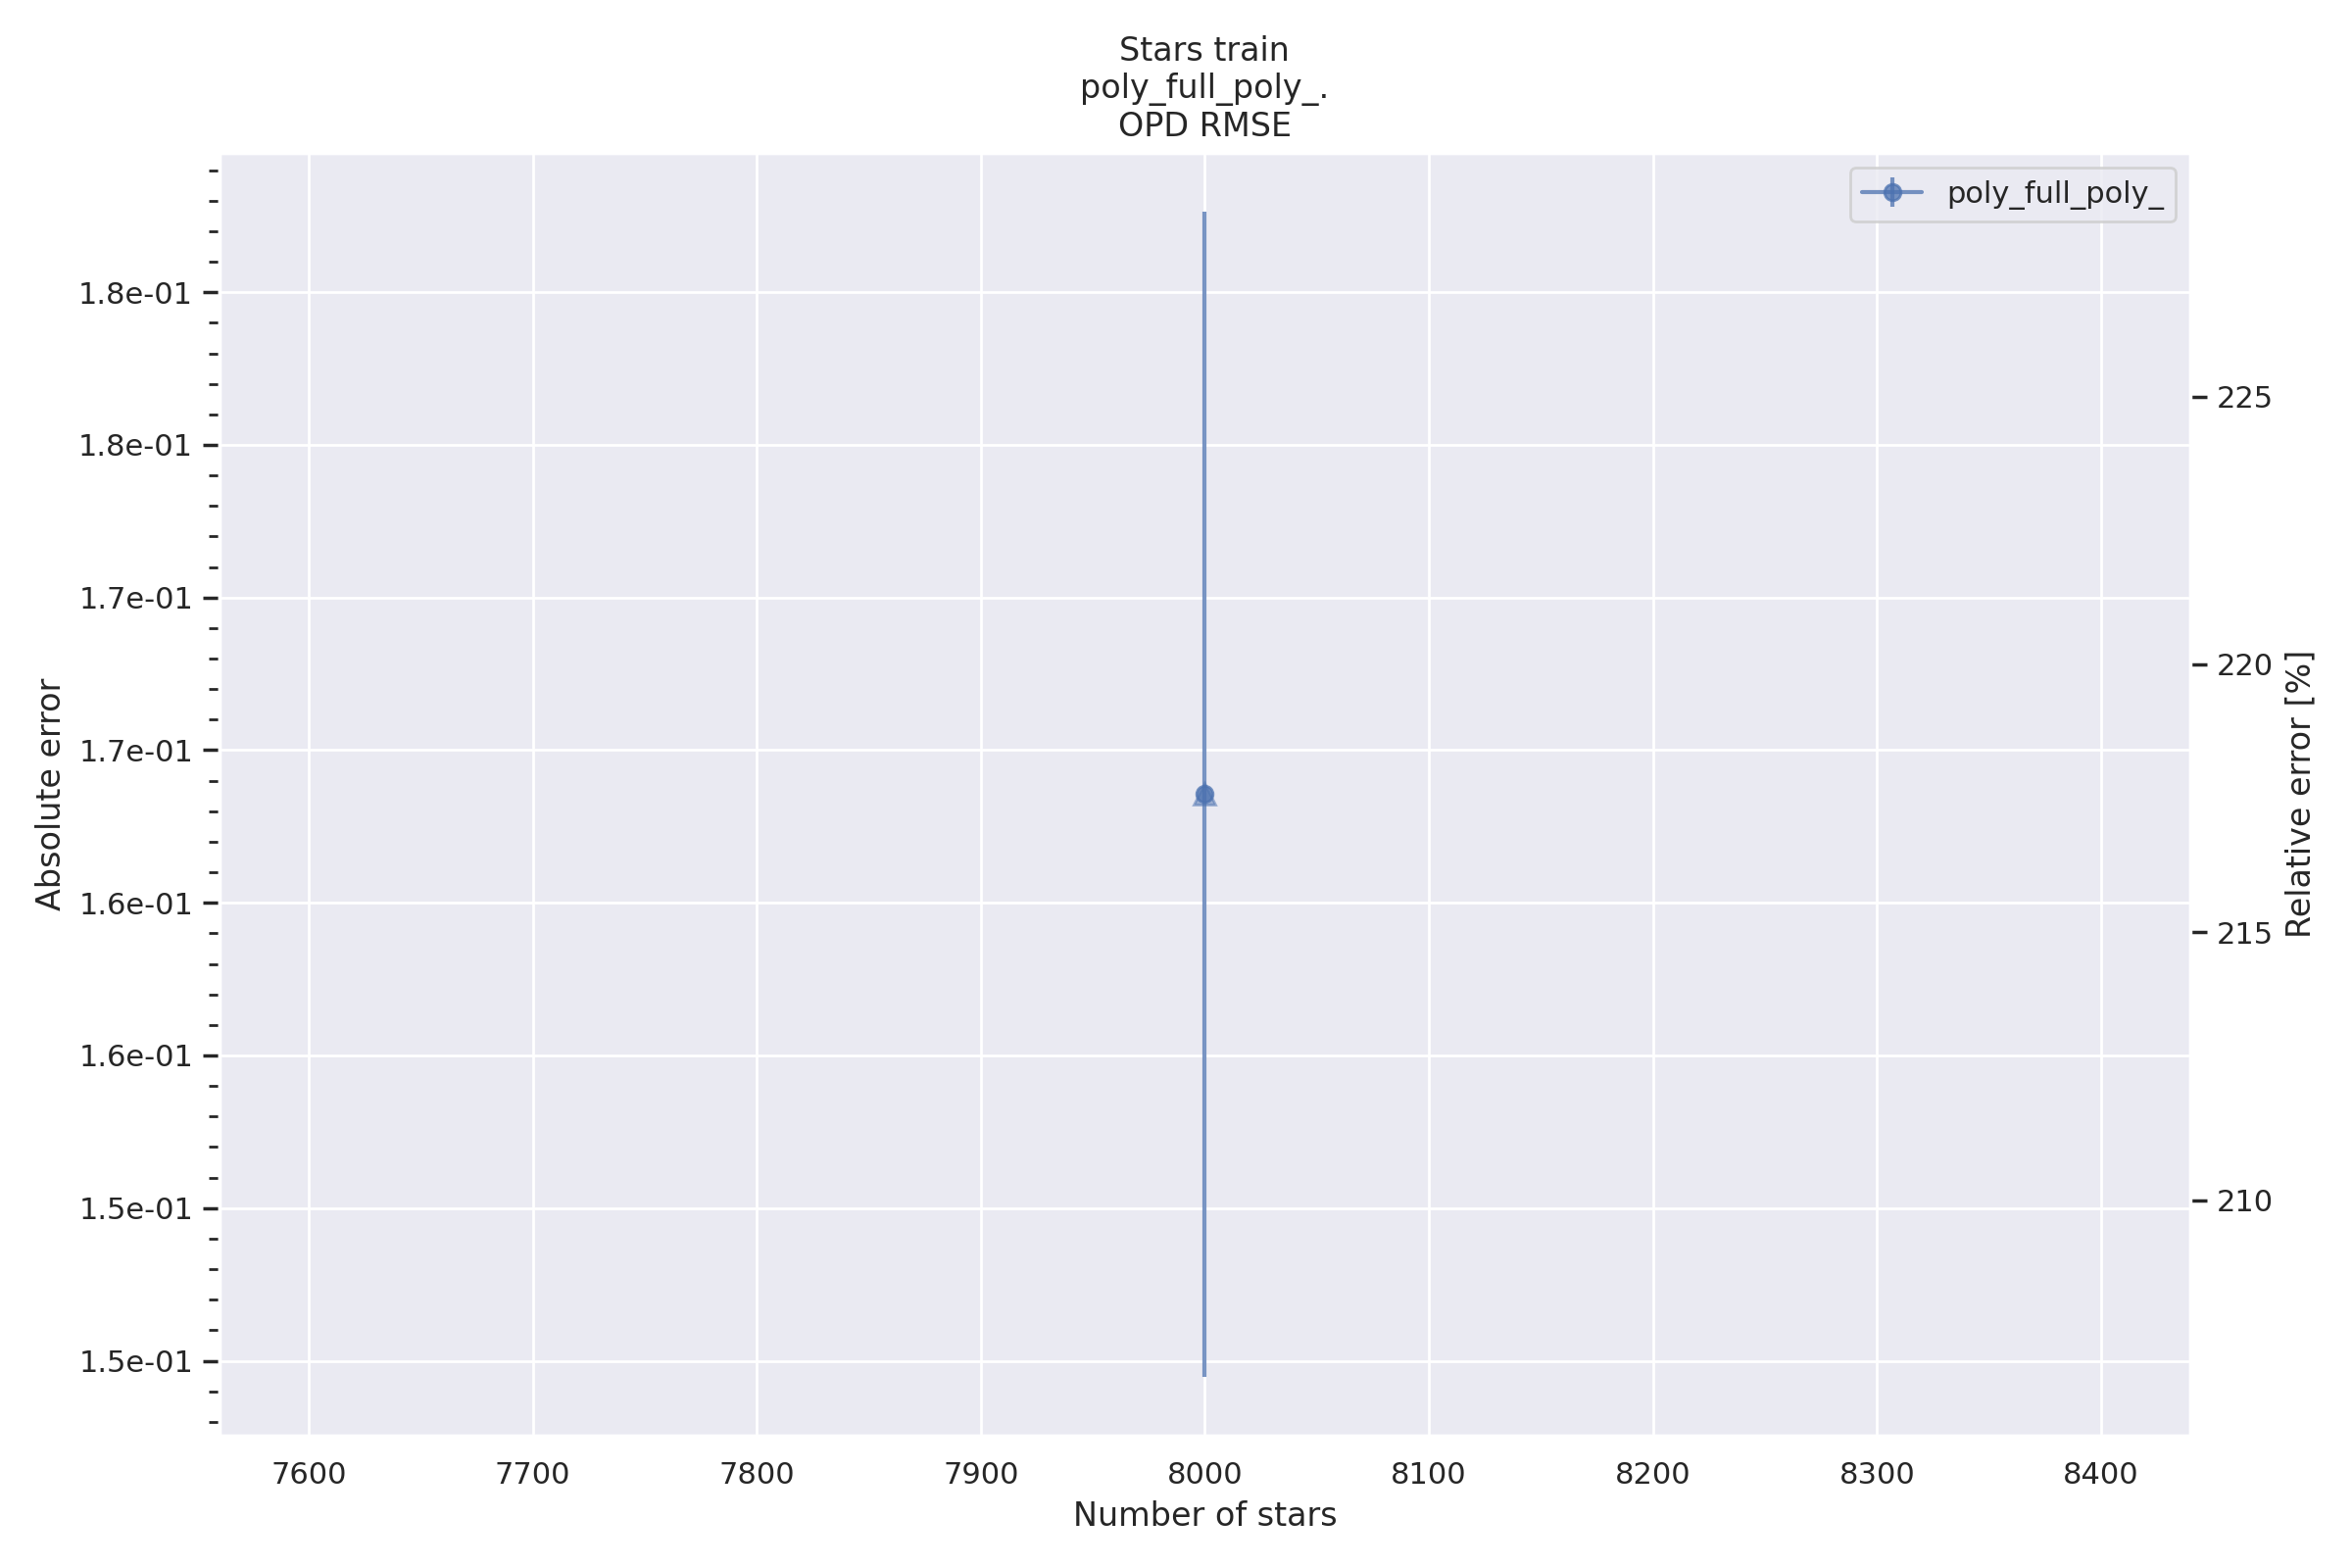 Stars train
poly_full_poly_.
OPD RMSE
poly_full_poly_
1.8e-01
1.8e-01
1.7e-01
1.7e-01
1.6e-01
1.6e-01
1.5e-01
1.5e-01
Absolute error
225
220
215
210
Relative error [%]
7600 7700 7800 7900 8000 8100 8200 8300 8400
Number of stars